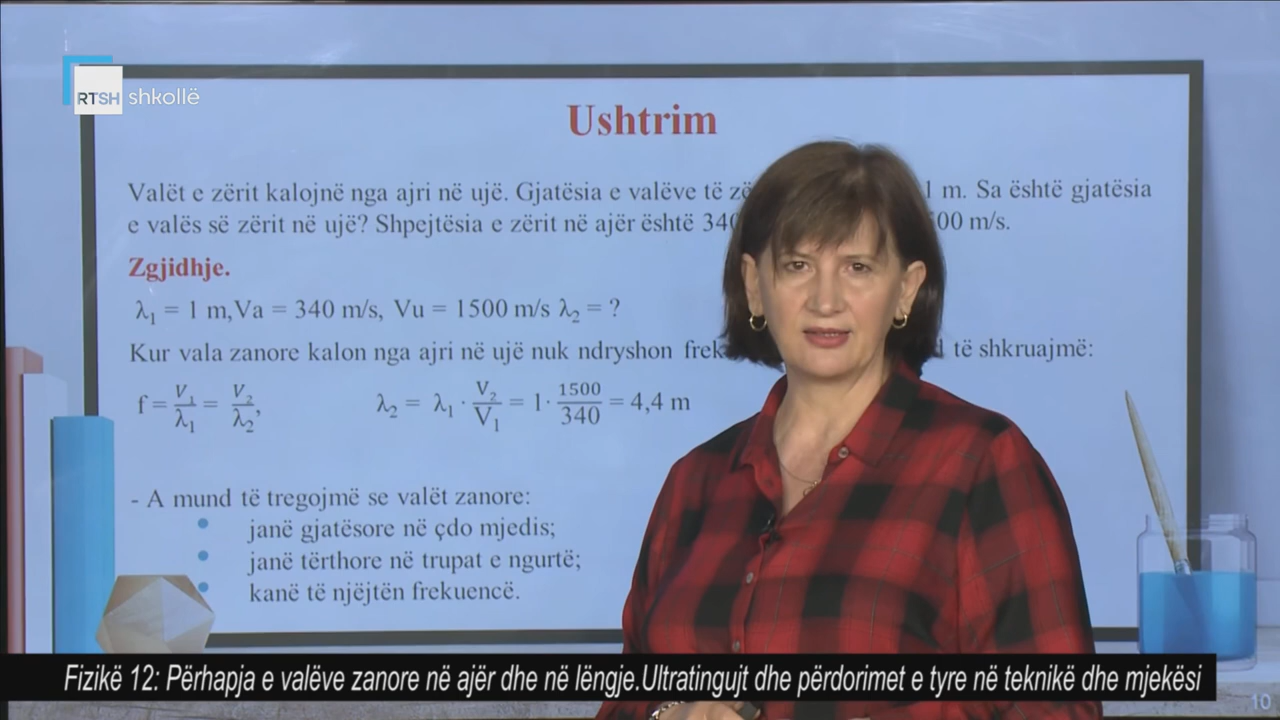 RTSH shkollë
Ushtrim
Valët e zërit kalojnë nga ajri në ujë. Gjatësia e valëve të 1 m. Sa është gjatësia
e valës së zërit në ujë? Shpejtësia e zërit në ajër është 00 m/s.
Zgjidhje.
λ₁ = 1 m, Va = 340 m/s, Vu = 1500 m/s λ₂ = ?
Kur vala zanore kalon nga ajri në ujë nuk ndryshon të shkruajmë:
f = V₁/λ₁ = V₂/λ₂, λ₂ = λ₁ · V₂/V₁ = 1· 1500/340 = 4,4 m
- A mund të tregojmë se valët zanore:
• janë gjatësore në çdo mjedis;
• janë tërthore në trupat e ngurtë;
• kanë të njëjtën frekuencë.
Fizikë 12: Përhapja e valëve zanore në ajër dhe në lëngje.Ultratingujt dhe përdorimet e tyre në teknikë dhe mjekësi
10